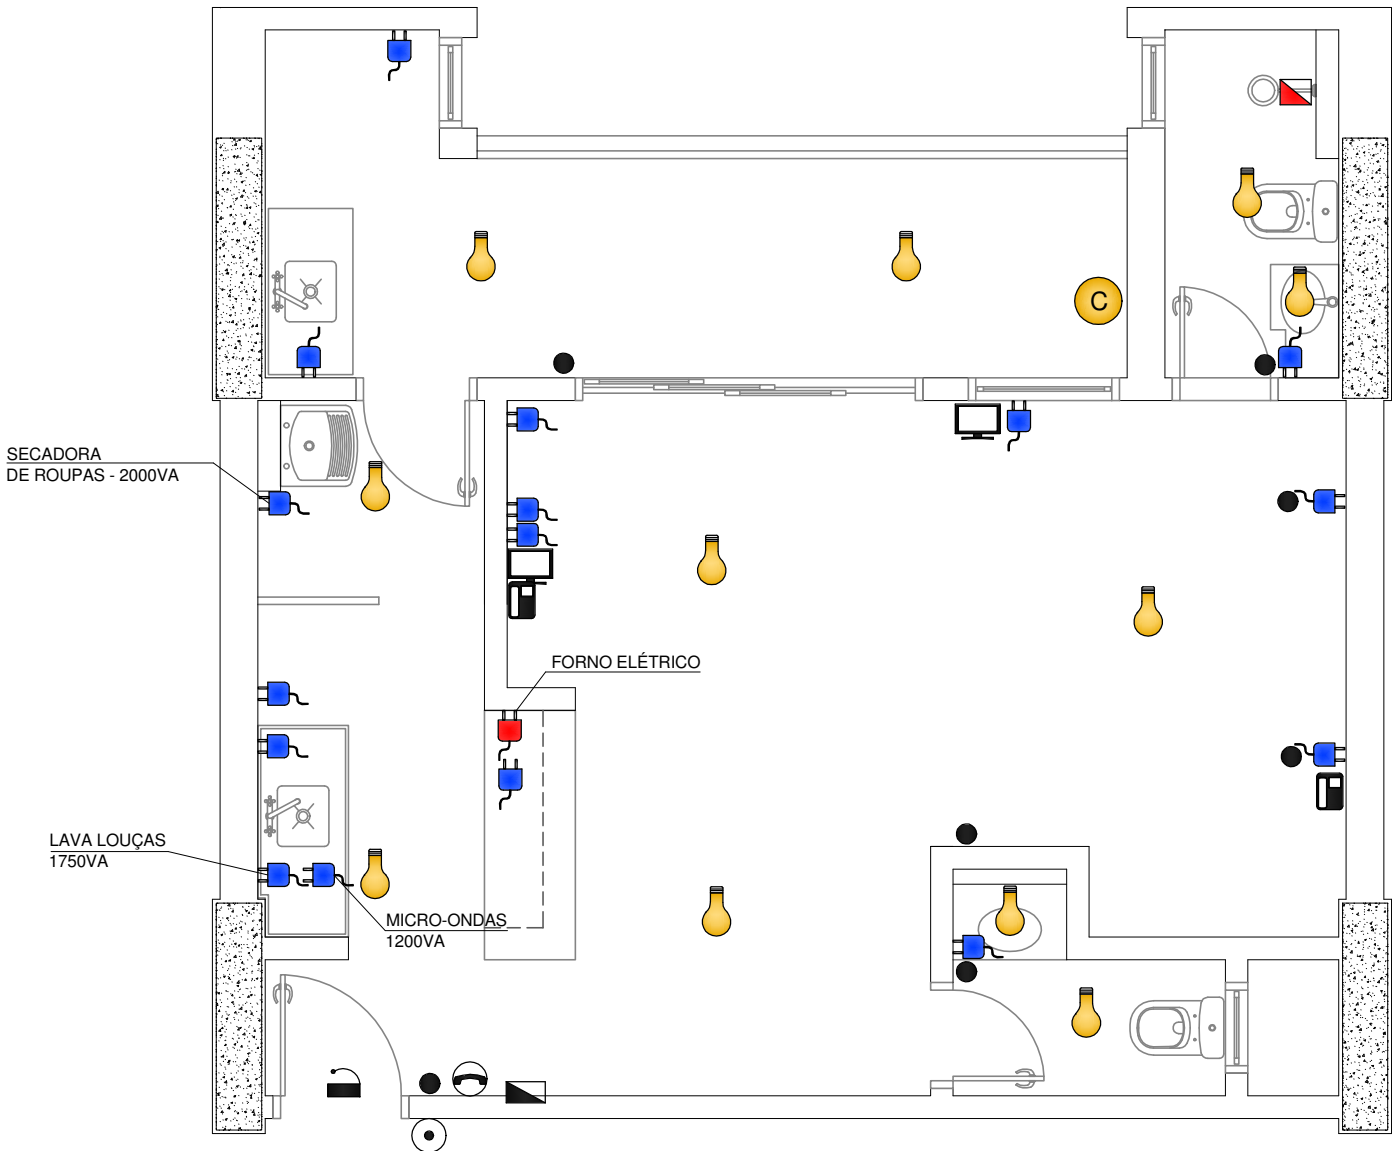 C
SECADORA
DE ROUPAS - 2000VA
FORNO ELÉTRICO
LAVA LOUÇAS
1750VA
MICRO-ONDAS
1200VA